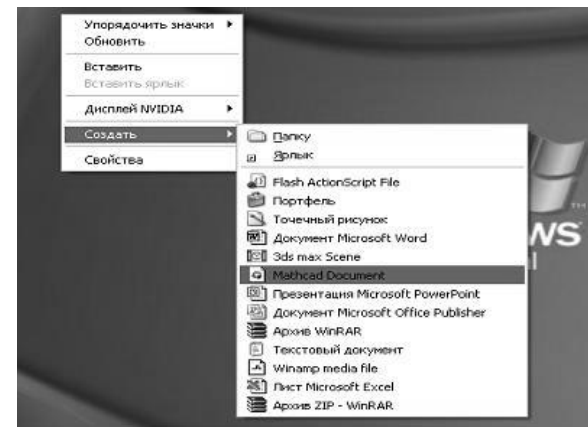 Упорядочить значки
Обновить
Вставить
Вставить ярлык
Дисплей NVIDIA
Создать
Свойства
Папку
Ярлык
Flash ActionScript File
Портфель
Точечный рисунок
Документ Microsoft Word
3ds max Scene
Mathcad Document
Презентация Microsoft PowerPoint
Документ Microsoft Office Publisher
Архив WinRAR
Текстовый документ
Winamp media file
Лист Microsoft Excel
Архив ZIP - WinRAR